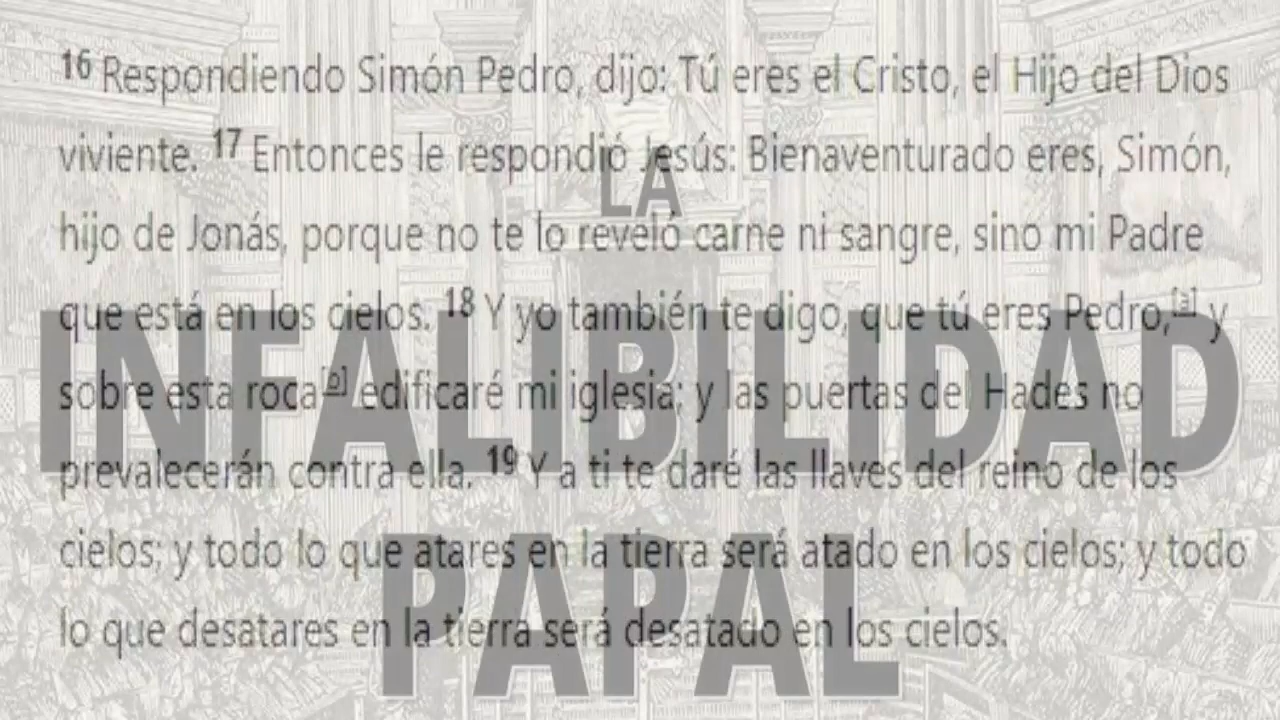 16 Respondiendo Simón Pedro, dijo: Tú eres el Cristo, el Hijo del Dios
viviente. 17 Entonces le respondió Jesús: Bienaventurado eres, Simón,
hijo de Jonás, porque no te lo reveló carne ni sangre, sino mi Padre
que está en los cielos. 18 Y yo también te digo, que tú eres Pedro,[a] y
sobre esta roca[b] edificaré mi iglesia; y las puertas del Hades no
prevalecerán contra ella. 19 Y a ti te daré las llaves del reino de los
cielos; y todo lo que atares en la tierra será atado en los cielos; y todo
lo que desatares en la tierra será desatado en los cielos.
LA
INFALIBILIDAD
PAPAL